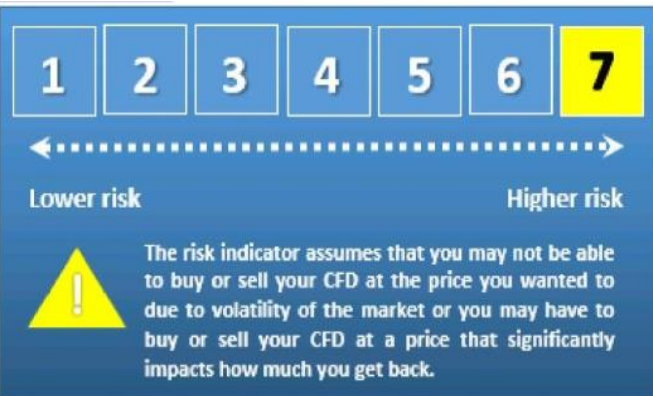 1 2 3 4 5 6 7
Lower risk Higher risk
The risk indicator assumes that you may not be able
to buy or sell your CFD at the price you wanted to
due to volatility of the market or you may have to
buy or sell your CFD at a price that significantly
impacts how much you get back.